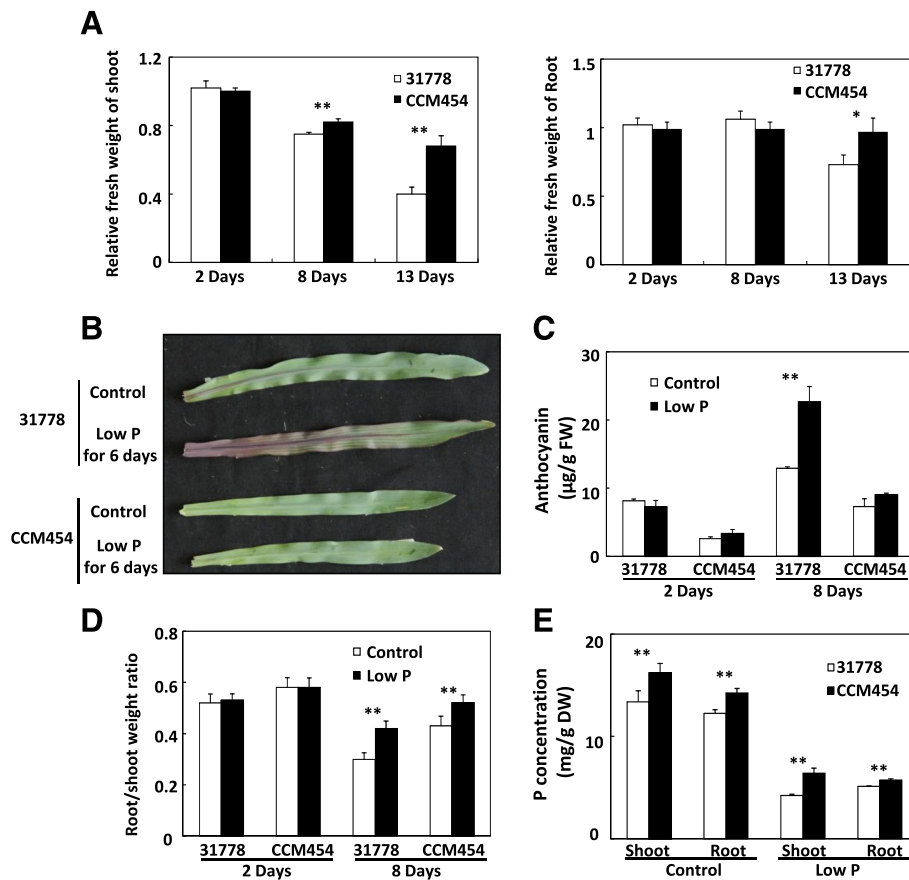 A
Relative fresh weight of shoot
1.2
0.8
0.4
0
31778
CCM454
**
**
2 Days
8 Days
13 Days
Relative fresh weight of Root
1.5
1
0.5
0
31778
CCM454
*
2 Days
8 Days
13 Days
B
31778
Control
Low P
for 6 days
CCM454
Control
Low P
for 6 days
C
Anthocyanin
(μg/g FW)
30
20
10
0
Control
Low P
**
31778
CCM454
31778
CCM454
2 Days
8 Days
D
Root/shoot weight ratio
0.8
0.6
0.4
0.2
0
Control
Low P
**
**
31778
CCM454
31778
CCM454
2 Days
8 Days
E
P concentration
(mg/g DW)
20
10
0
31778
CCM454
**
**
**
**
Shoot
Root
Shoot
Root
Control
Low P